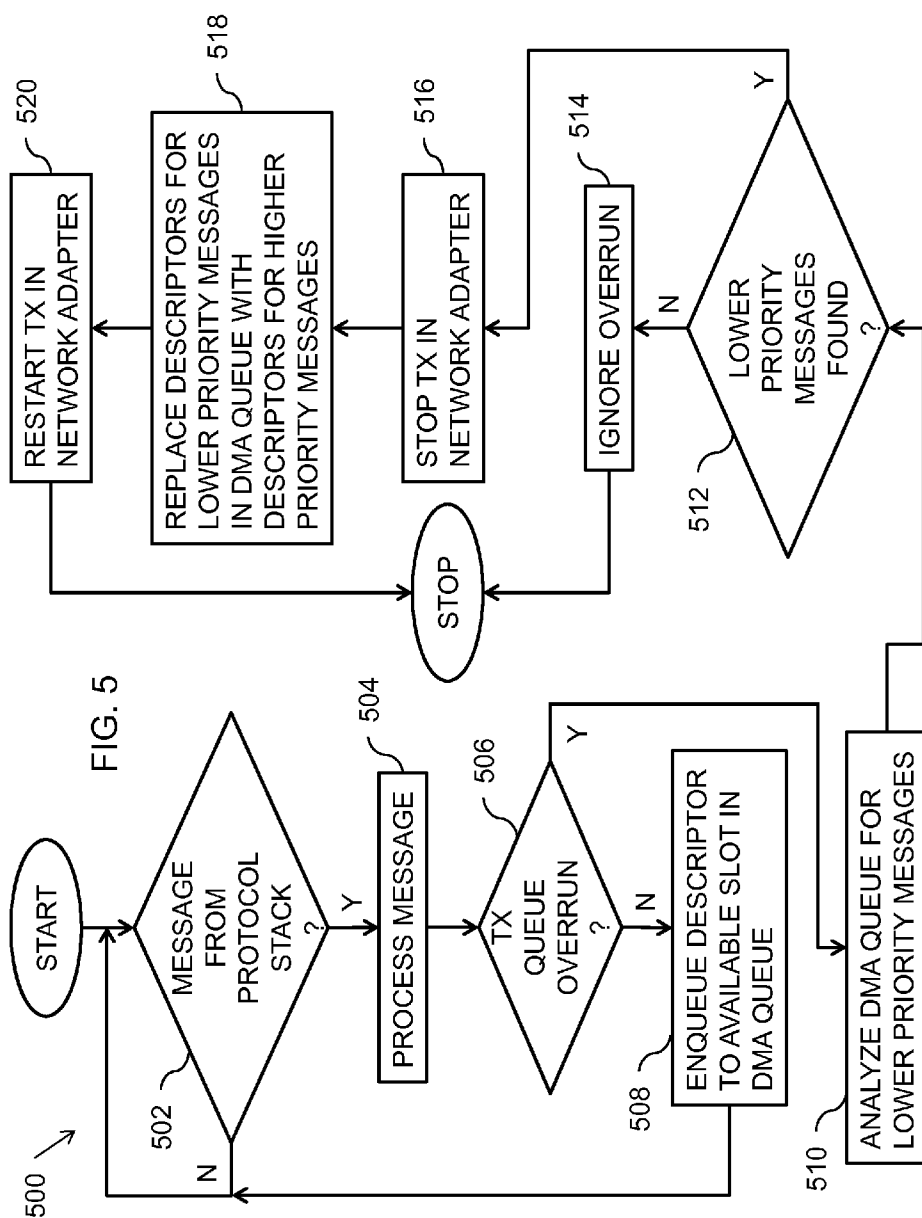 FIG. 5
500
START
502
MESSAGE
FROM
PROTOCOL
STACK
?
N
Y
504
PROCESS MESSAGE
506
TX
QUEUE
OVERRUN
?
Y
N
508
ENQUEUE DESCRIPTOR
TO AVAILABLE SLOT IN
DMA QUEUE
510
ANALYZE DMA QUEUE FOR
LOWER PRIORITY MESSAGES
512
LOWER
PRIORITY
MESSAGES
FOUND
?
N
Y
514
IGNORE OVERRUN
516
STOP TX IN
NETWORK ADAPTER
518
REPLACE DESCRIPTORS FOR
LOWER PRIORITY MESSAGES
IN DMA QUEUE WITH
DESCRIPTORS FOR HIGHER
PRIORITY MESSAGES
520
RESTART TX IN
NETWORK ADAPTER
STOP